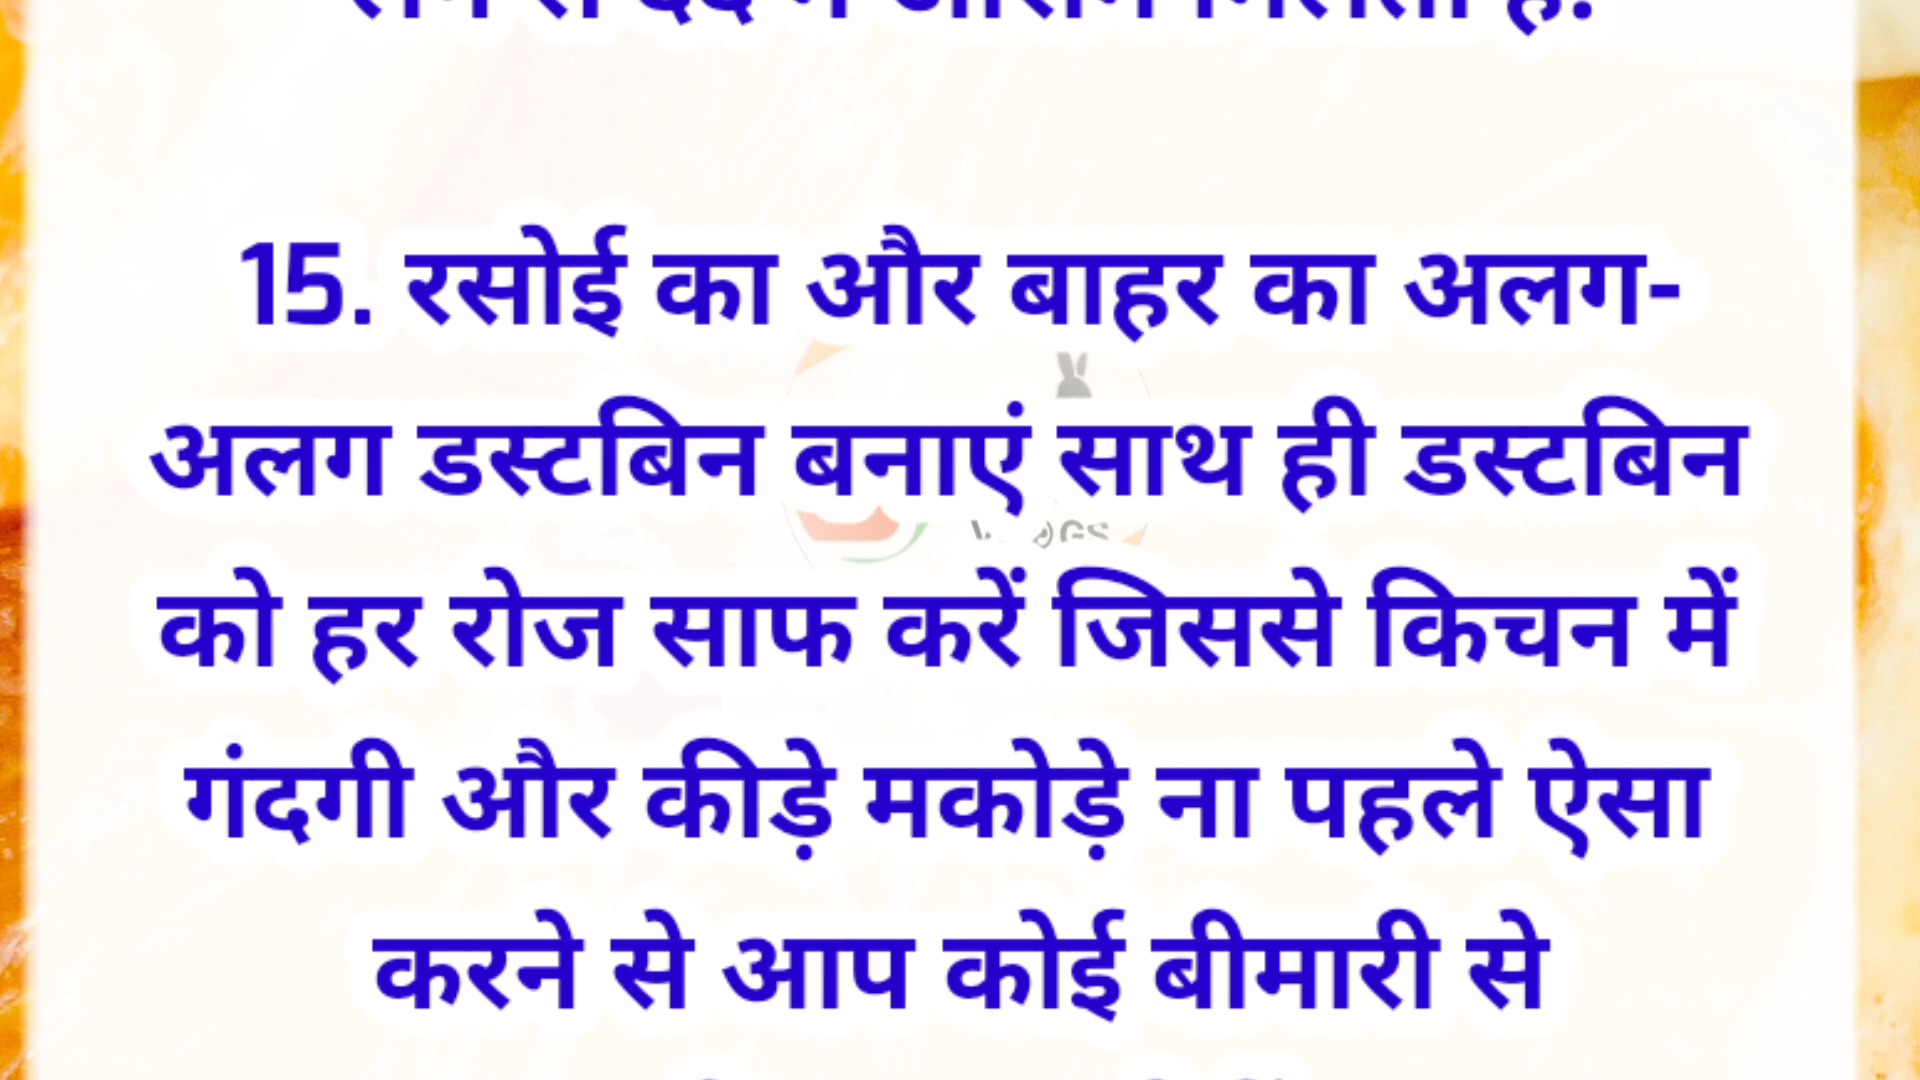 15. रसोई का और बाहर का अलग-
अलग डस्टबिन बनाएं साथ ही डस्टबिन
को हर रोज साफ करें जिससे किचन में
गंदगी और कीड़े मकोड़े ना पहले ऐसा
करने से आप कोई बीमारी से